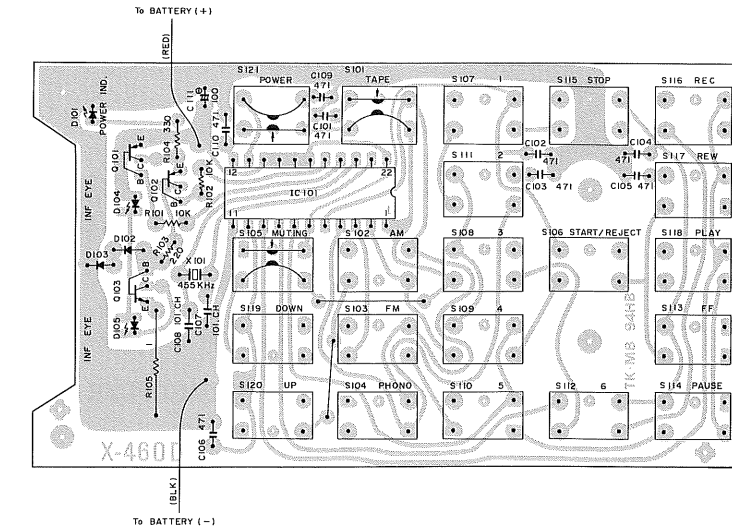 To BATTERY (+)
(RED)
D101
POWER IND.
C111 100
S121
POWER
C109
471
S101
TAPE
S107 1
S115 STOP
S116 REC
R104 330
C110 471
C101
471
Q101
E
C
B
Q102
E
C
B
R102 10K
12
22
IC101
11
1
S111 2
C102
471
C103 471
C104
471
C105 471
S117 REW
INF EYE
D104
R101 10K
S105 MUTING
S102 AM
S108 3
S106 START/REJECT
S118 PLAY
D102
R103
220
D103
X101
455KHz
Q103
B
C
E
INF EYE
D105
C108 101.CH
C107
101.CH
S119 DOWN
S103 FM
S109 4
S113 FF
TK-M8 94HB
R105 1
S120 UP
S104 PHONO
S110 5
S112 6
S114 PAUSE
C106 471
X-460D
(BLK)
To BATTERY (-)